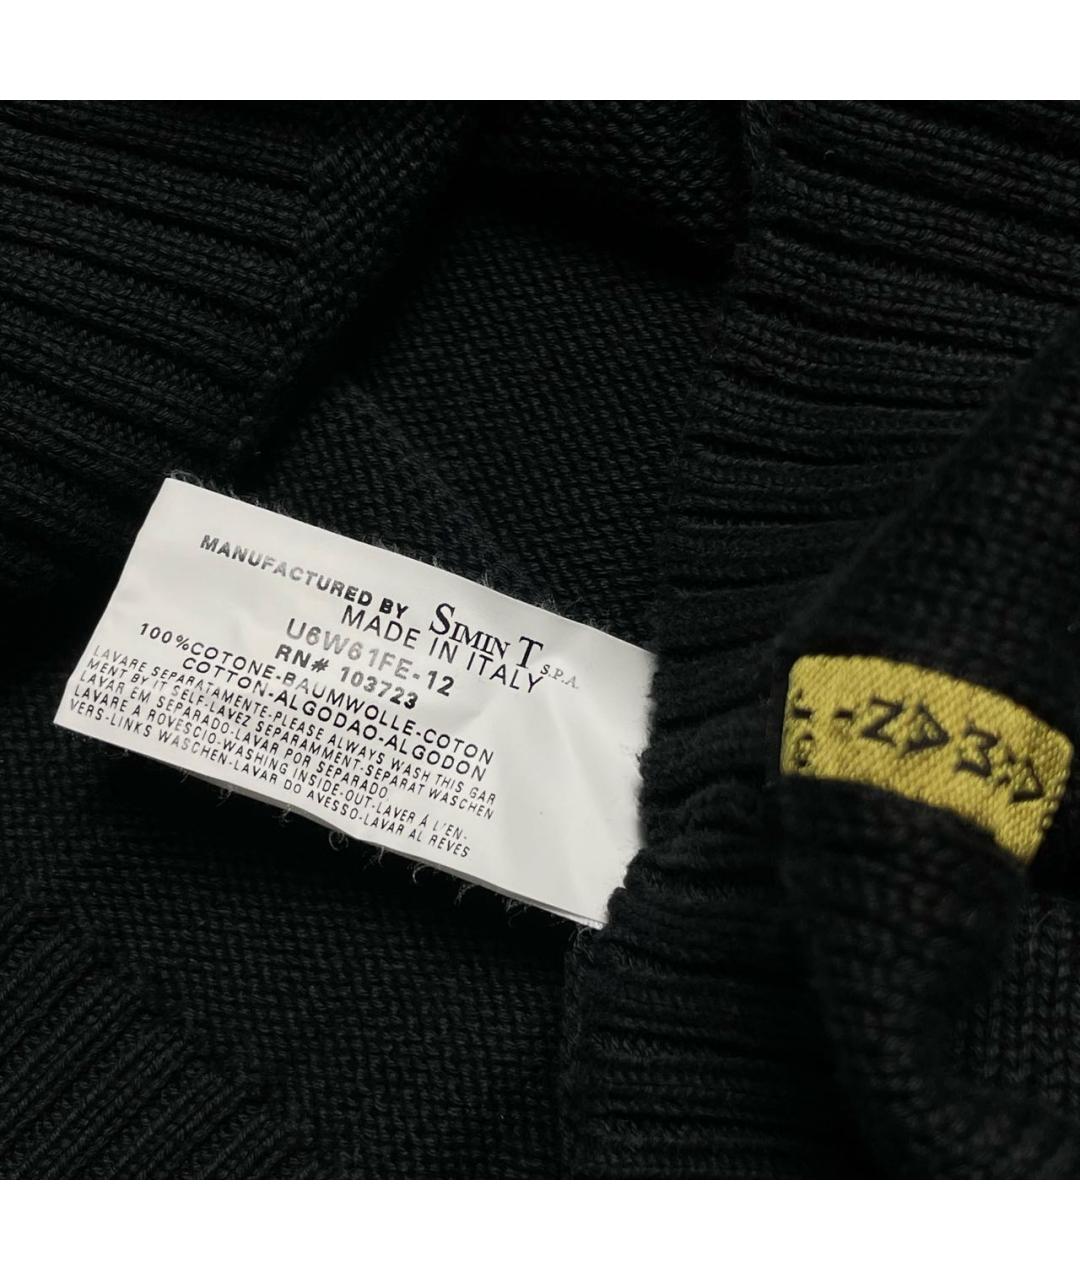 MANUFACTURED BY SIMIN T S.P.A.
MADE IN ITALY
U6W61FE-12
RN# 103723
100%COTONE-BAUMWOLLE-COTON
COTTON-ALGODAO-ALGODON
LAVARE SEPARATAMENTE-PLEASE ALWAYS WASH THIS GAR
MENT BY IT SELF-LAVEZ SEPARAMMENT-SEPARAT WASCHEN
LAVAR EM SEPARADO-LAVAR POR SEPARADO
LAVARE A ROVESCIO-WASHING INSIDE-OUT-LAVER À L'EN-
VERS-LINKS WASCHEN-LAVAR DO AVESSO-LAVAR AL REVES